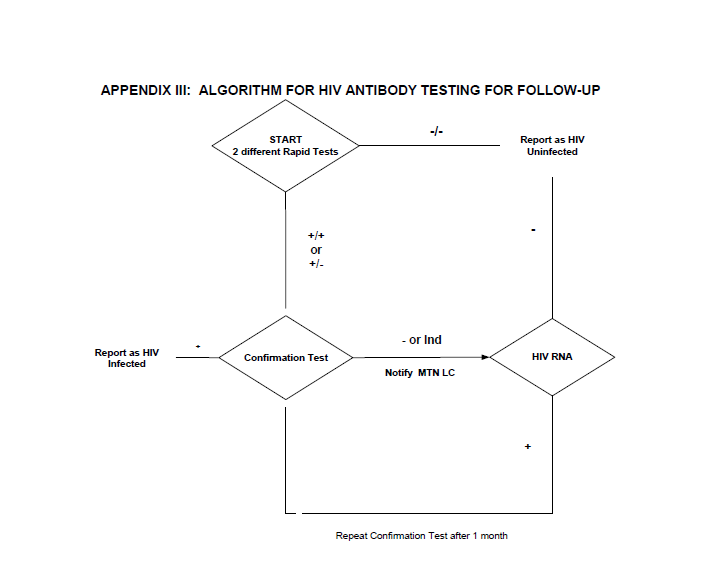 APPENDIX III: ALGORITHM FOR HIV ANTIBODY TESTING FOR FOLLOW-UP
START
2 different Rapid Tests
-/-
Report as HIV
Uninfected
+/+
or
+/-
-
Report as HIV
Infected
+
Confirmation Test
- or Ind
Notify MTN LC
HIV RNA
+
Repeat Confirmation Test after 1 month